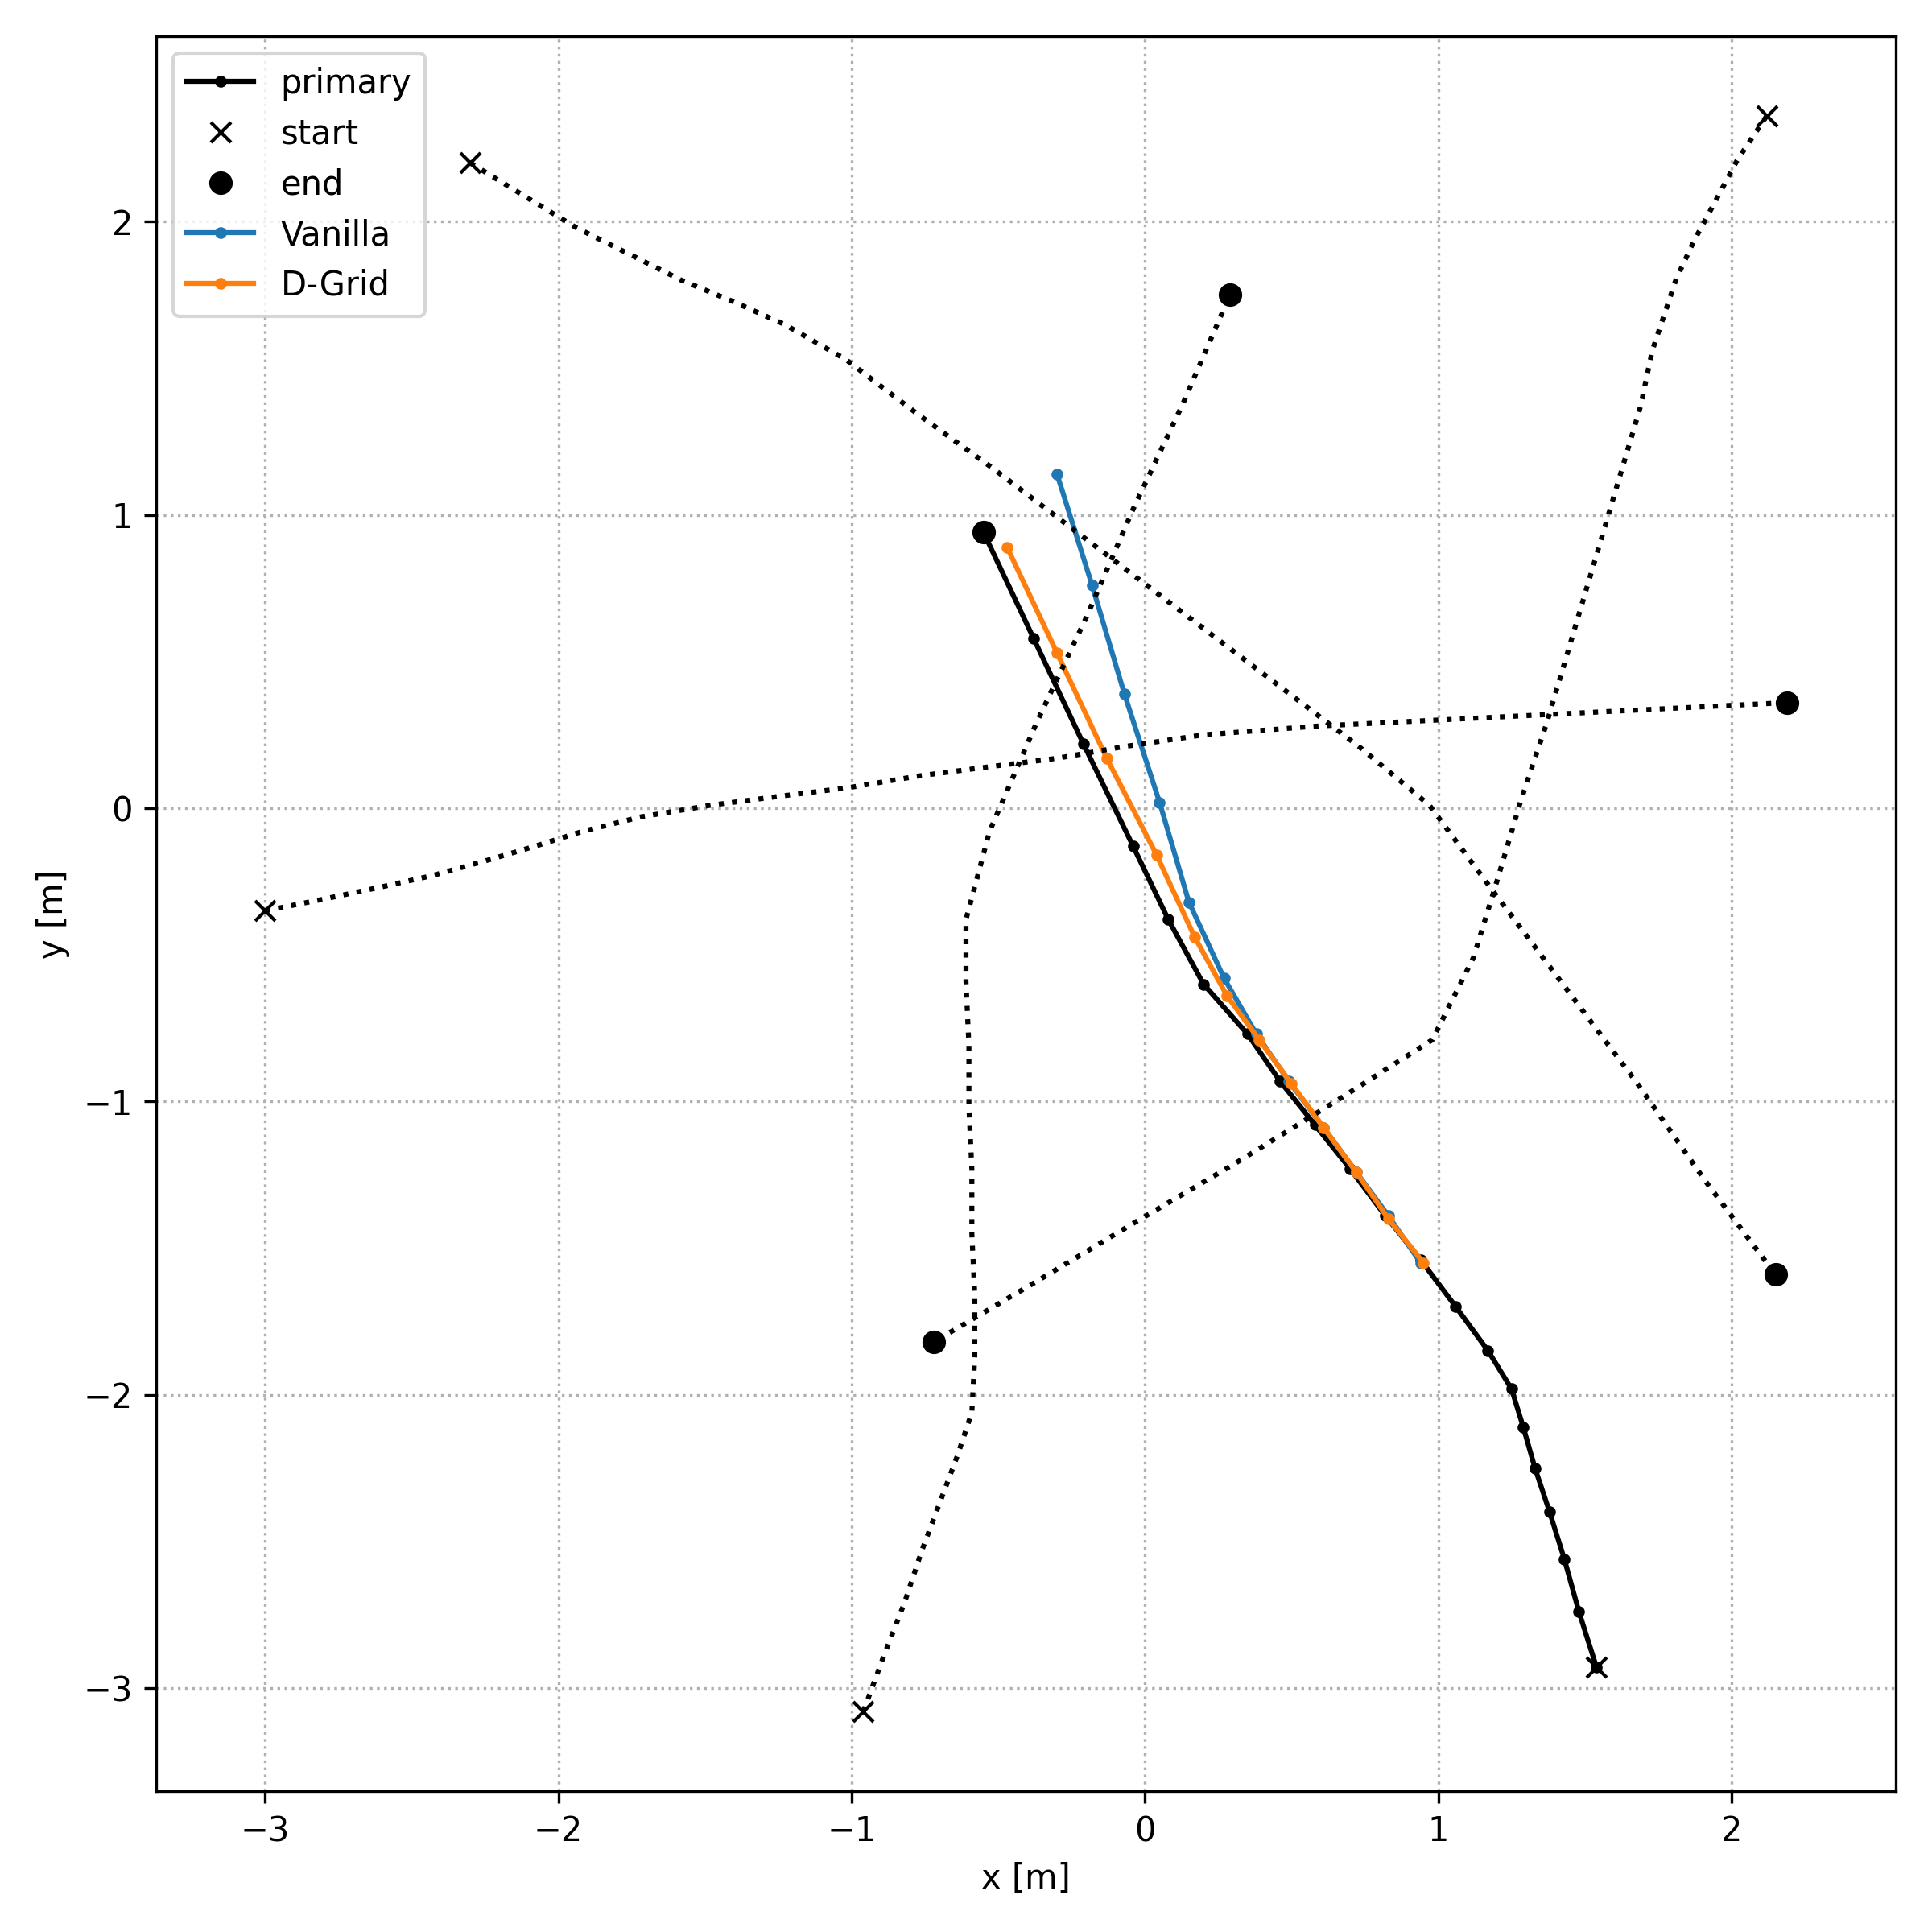 primary
start
end
Vanilla
D-Grid
2
1
0
−1
−2
−3
y [m]
−3 −2 −1 0 1 2
x [m]